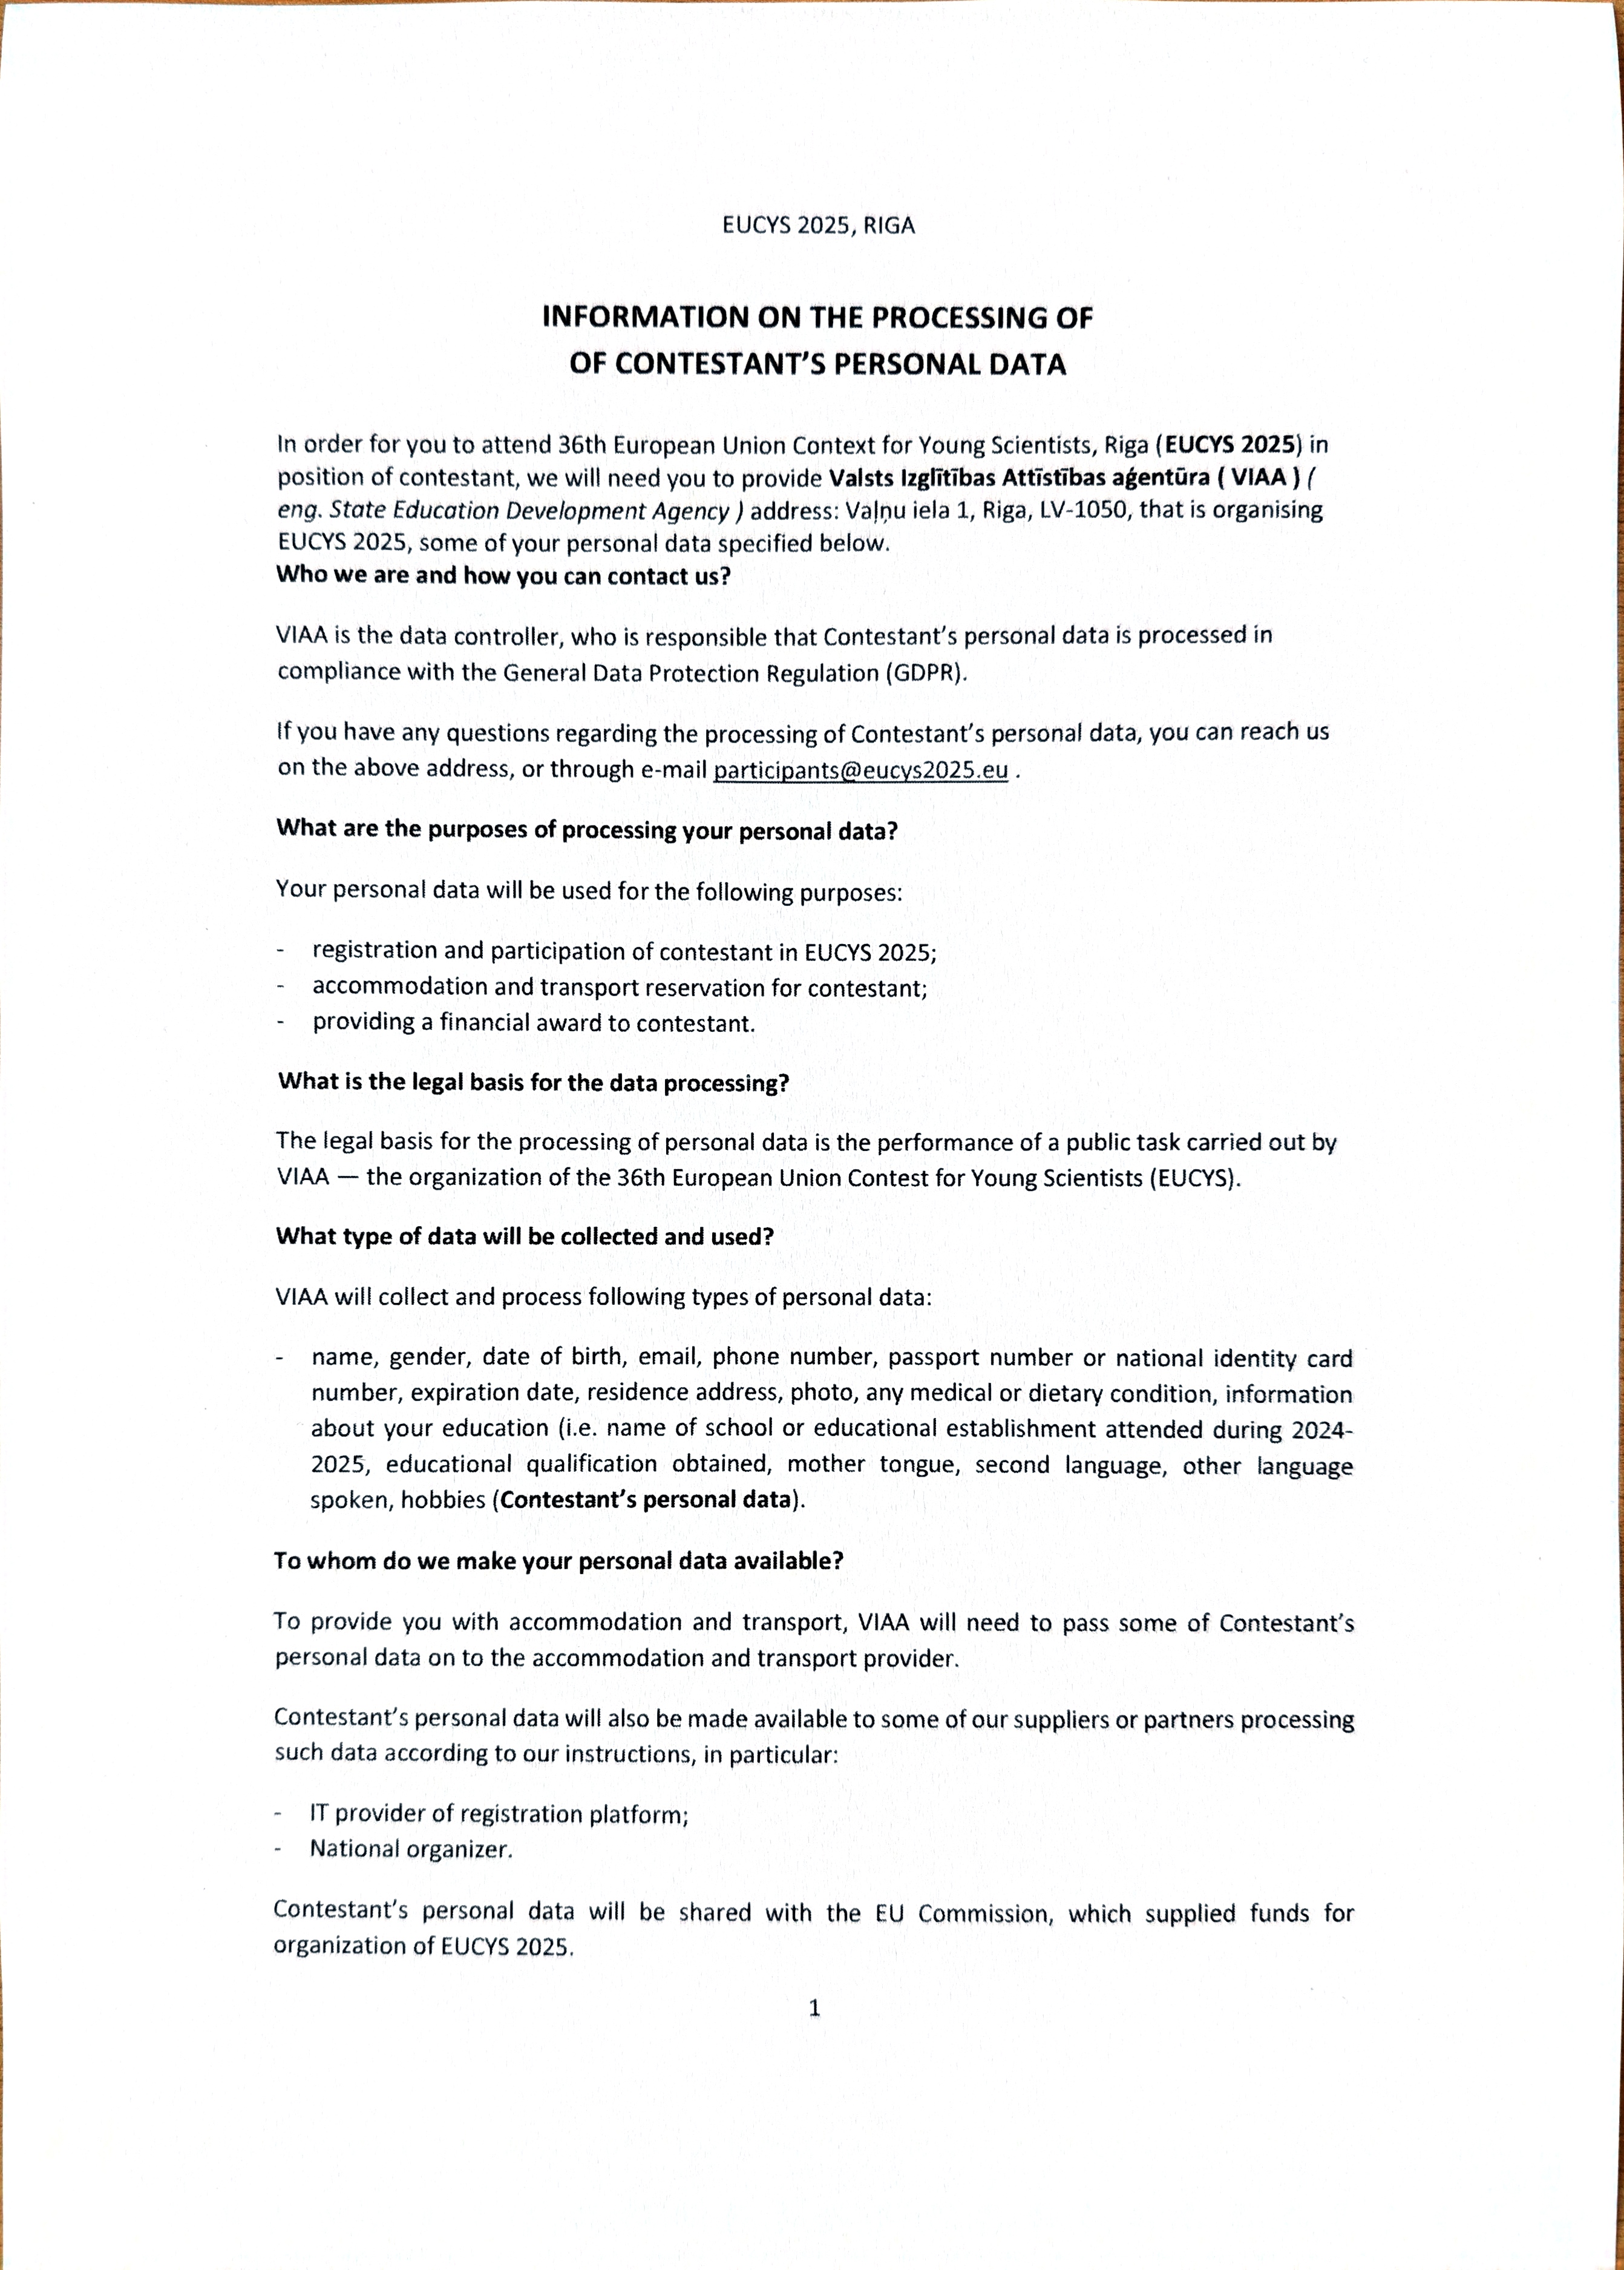 EUCYS 2025, RIGA
INFORMATION ON THE PROCESSING OF
OF CONTESTANT'S PERSONAL DATA
In order for you to attend 36th European Union Context for Young Scientists, Riga (EUCYS 2025) in
position of contestant, we will need you to provide Valsts Izglītības Attīstības aģentūra ( VIAA ) (
eng. State Education Development Agency ) address: Vaļņu iela 1, Riga, LV-1050, that is organising
EUCYS 2025, some of your personal data specified below.
Who we are and how you can contact us?
VIAA is the data controller, who is responsible that Contestant's personal data is processed in
compliance with the General Data Protection Regulation (GDPR).
If you have any questions regarding the processing of Contestant's personal data, you can reach us
on the above address, or through e-mail participants@eucys2025.eu .
What are the purposes of processing your personal data?
Your personal data will be used for the following purposes:
- registration and participation of contestant in EUCYS 2025;
- accommodation and transport reservation for contestant;
- providing a financial award to contestant.
What is the legal basis for the data processing?
The legal basis for the processing of personal data is the performance of a public task carried out by
VIAA — the organization of the 36th European Union Contest for Young Scientists (EUCYS).
What type of data will be collected and used?
VIAA will collect and process following types of personal data:
- name, gender, date of birth, email, phone number, passport number or national identity card
number, expiration date, residence address, photo, any medical or dietary condition, information
about your education (i.e. name of school or educational establishment attended during 2024-
2025, educational qualification obtained, mother tongue, second language, other language
spoken, hobbies (Contestant's personal data).
To whom do we make your personal data available?
To provide you with accommodation and transport, VIAA will need to pass some of Contestant's
personal data on to the accommodation and transport provider.
Contestant's personal data will also be made available to some of our suppliers or partners processing
such data according to our instructions, in particular:
- IT provider of registration platform;
- National organizer.
Contestant's personal data will be shared with the EU Commission, which supplied funds for
organization of EUCYS 2025.
1